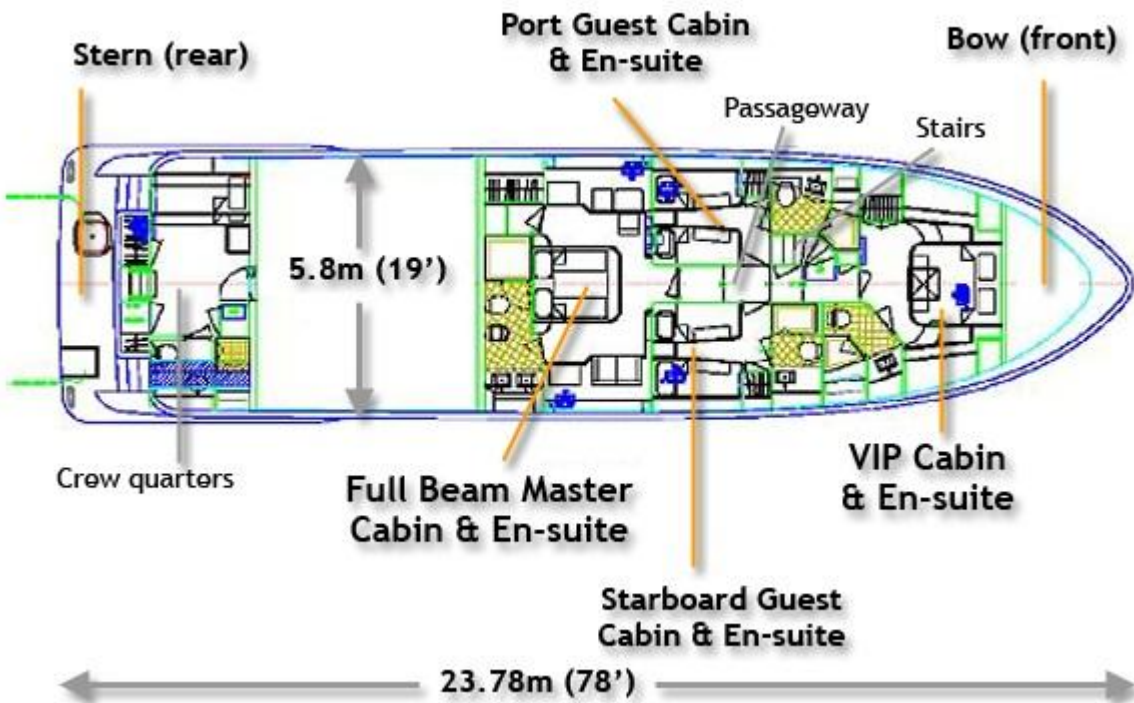 Port Guest Cabin
& En-suite
Stern (rear)
Bow (front)
Passageway
Stairs
5.8m (19’)
Crew quarters
Full Beam Master
Cabin & En-suite
VIP Cabin
& En-suite
Starboard Guest
Cabin & En-suite
23.78m (78’)